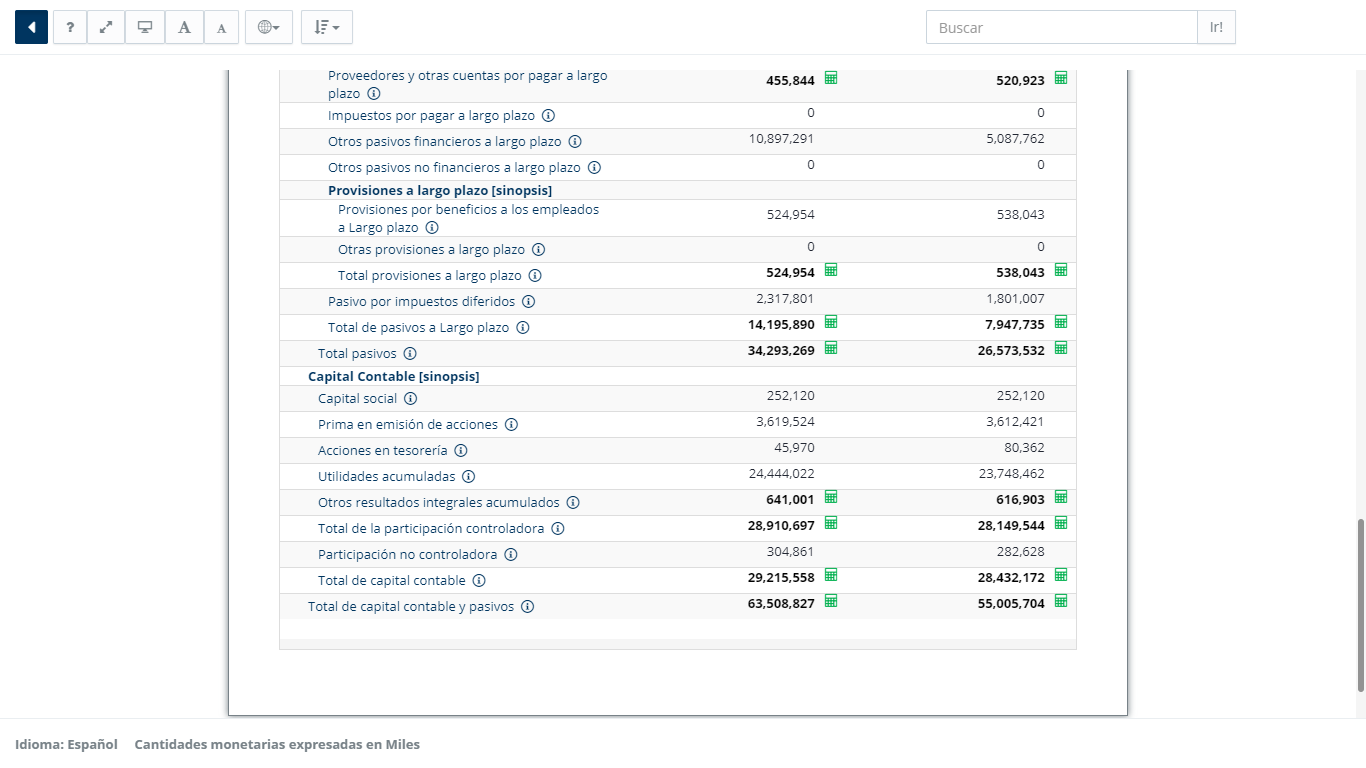 ? A A
Buscar Ir!
Proveedores y otras cuentas por pagar a largo
plazo 455,844 520,923
Impuestos por pagar a largo plazo 0 0
Otros pasivos financieros a largo plazo 10,897,291 5,087,762
Otros pasivos no financieros a largo plazo 0 0
Provisiones a largo plazo [sinopsis]
Provisiones por beneficios a los empleados
a Largo plazo 524,954 538,043
Otras provisiones a largo plazo 0 0
Total provisiones a largo plazo 524,954 538,043
Pasivo por impuestos diferidos 2,317,801 1,801,007
Total de pasivos a Largo plazo 14,195,890 7,947,735
Total pasivos 34,293,269 26,573,532
Capital Contable [sinopsis]
Capital social 252,120 252,120
Prima en emisión de acciones 3,619,524 3,612,421
Acciones en tesorería 45,970 80,362
Utilidades acumuladas 24,444,022 23,748,462
Otros resultados integrales acumulados 641,001 616,903
Total de la participación controladora 28,910,697 28,149,544
Participación no controladora 304,861 282,628
Total de capital contable 29,215,558 28,432,172
Total de capital contable y pasivos 63,508,827 55,005,704
Idioma: Español Cantidades monetarias expresadas en Miles